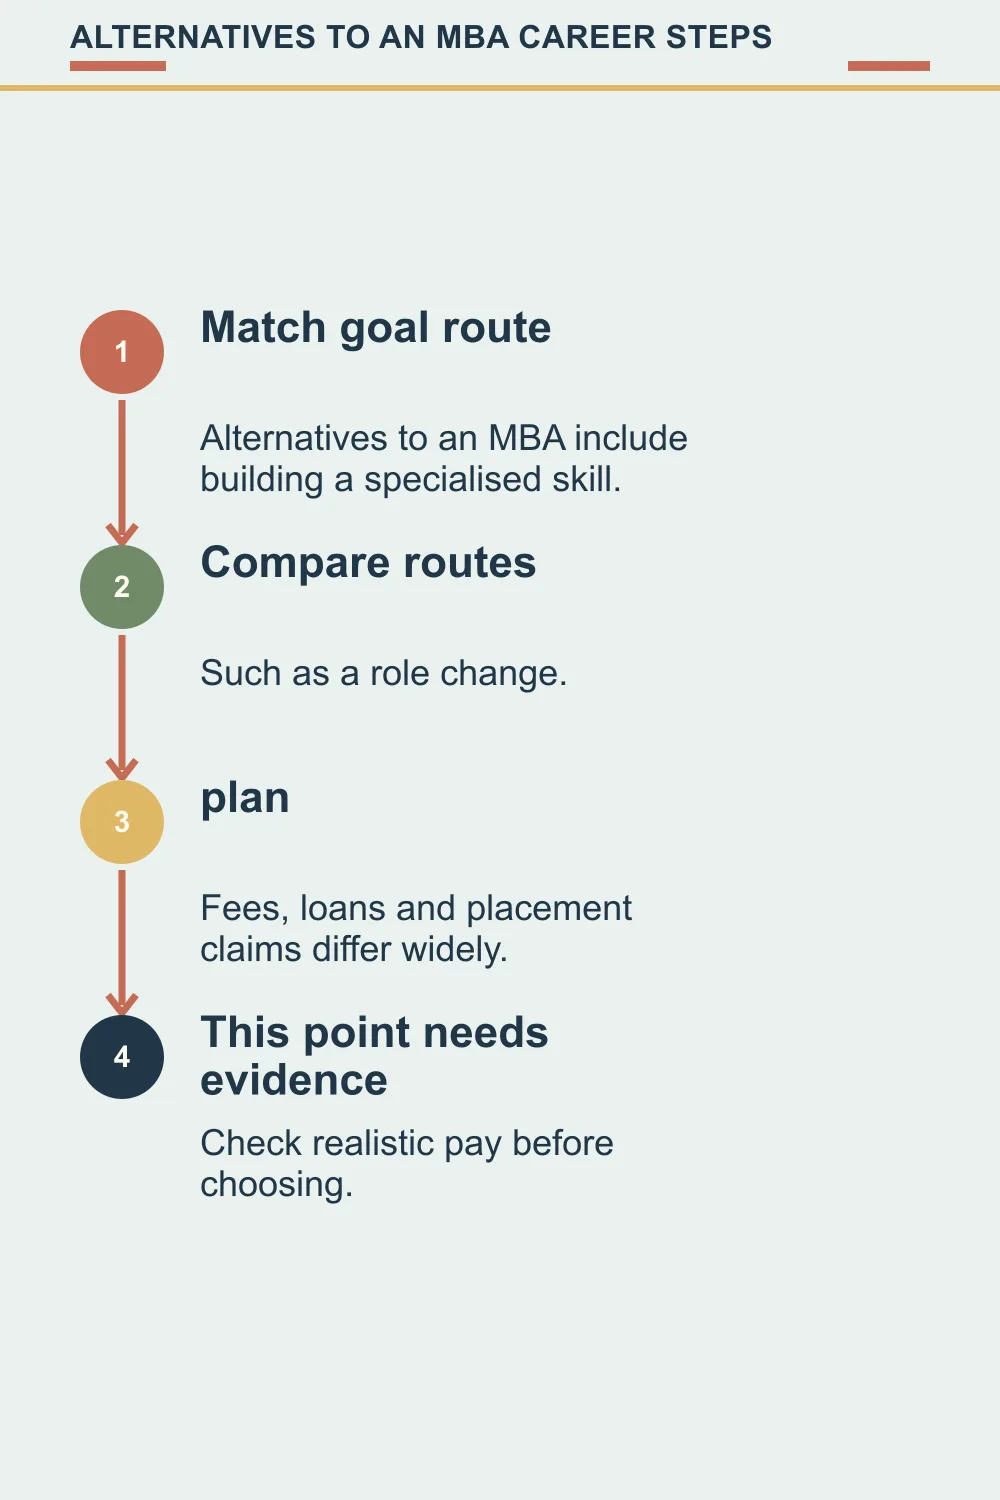 ALTERNATIVES TO AN MBA CAREER STEPS
1
Match goal route
Alternatives to an MBA include
building a specialised skill.
2
Compare routes
Such as a role change.
3
plan
Fees, loans and placement
claims differ widely.
4
This point needs
evidence
Check realistic pay before
choosing.